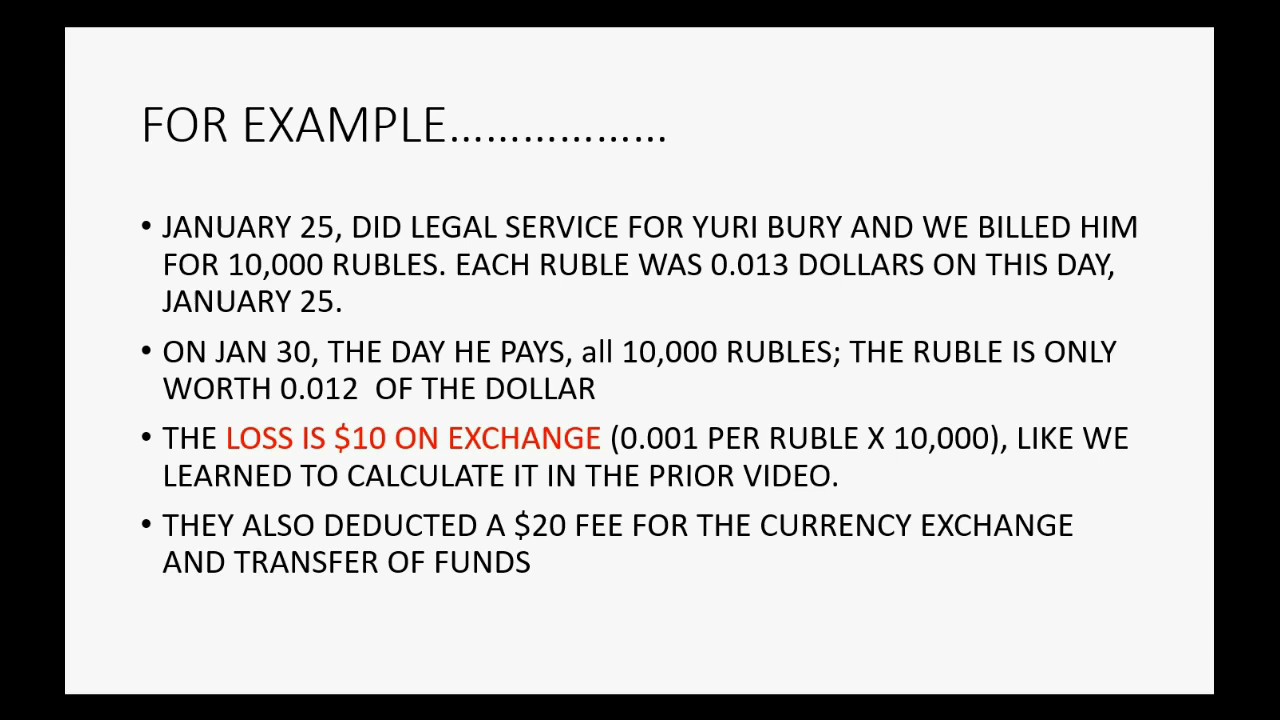 FOR EXAMPLE..................
• JANUARY 25, DID LEGAL SERVICE FOR YURI BURY AND WE BILLED HIM
FOR 10,000 RUBLES. EACH RUBLE WAS 0.013 DOLLARS ON THIS DAY,
JANUARY 25.
• ON JAN 30, THE DAY HE PAYS, all 10,000 RUBLES; THE RUBLE IS ONLY
WORTH 0.012  OF THE DOLLAR
• THE LOSS IS $10 ON EXCHANGE (0.001 PER RUBLE X 10,000), LIKE WE
LEARNED TO CALCULATE IT IN THE PRIOR VIDEO.
• THEY ALSO DEDUCTED A $20 FEE FOR THE CURRENCY EXCHANGE
AND TRANSFER OF FUNDS